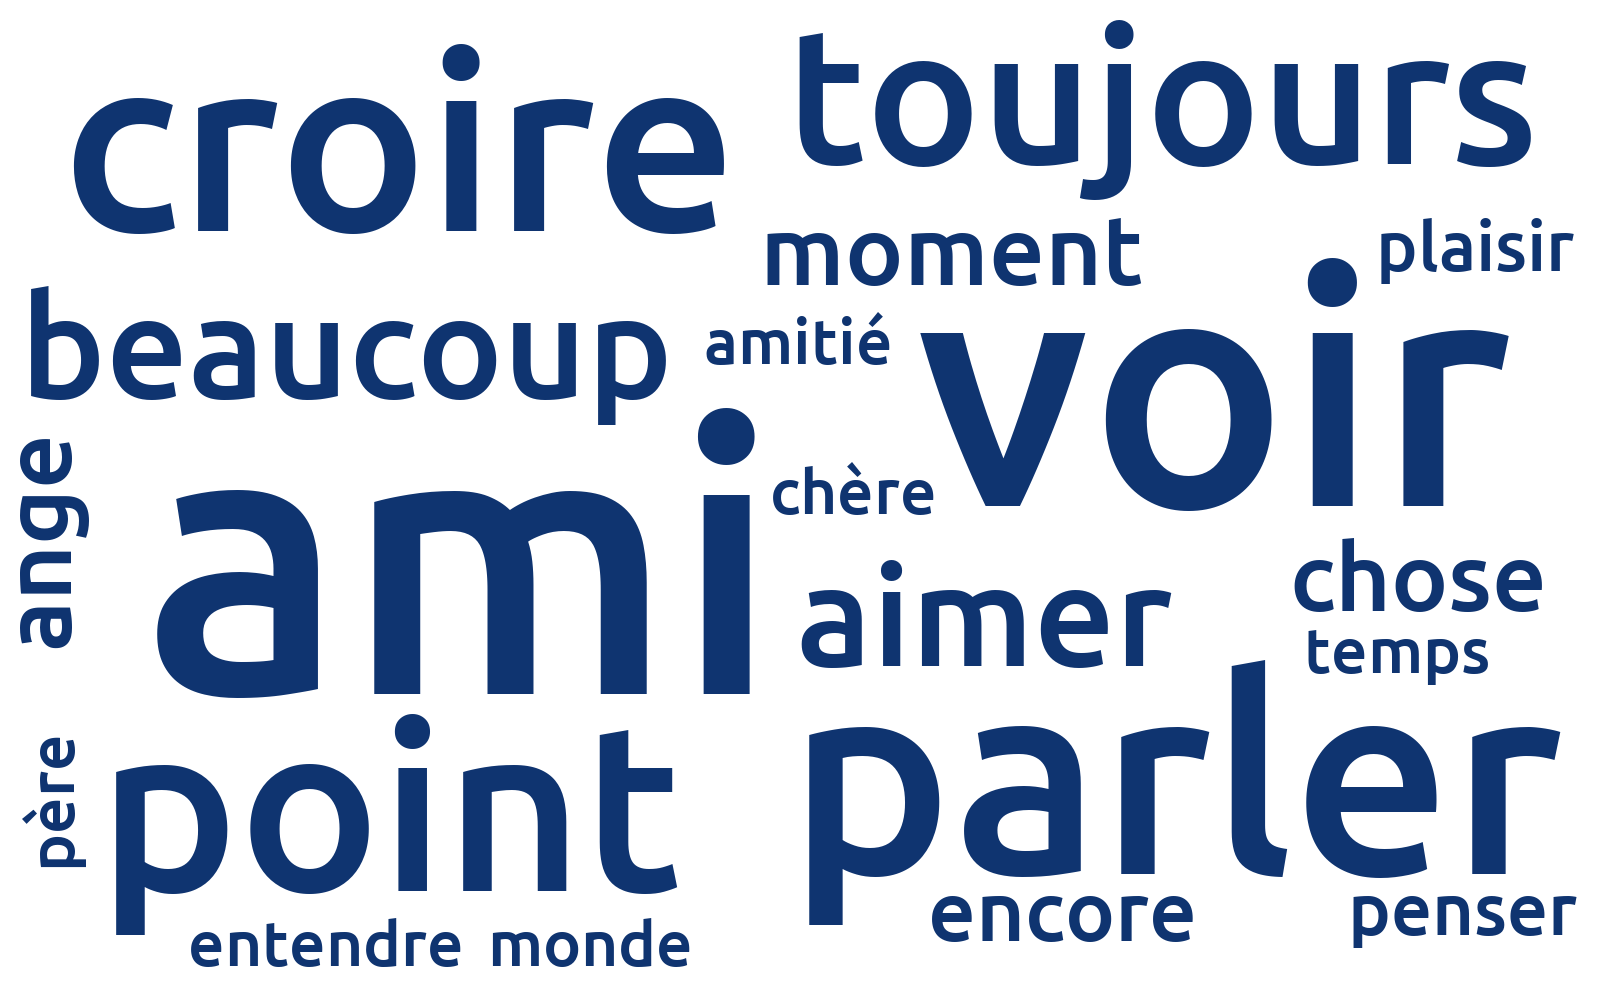 croire
toujours
moment
plaisir
beaucoup
amitié
voir
ange
ami
chère
aimer
chose
temps
père
point
parler
encore
penser
entendre
monde